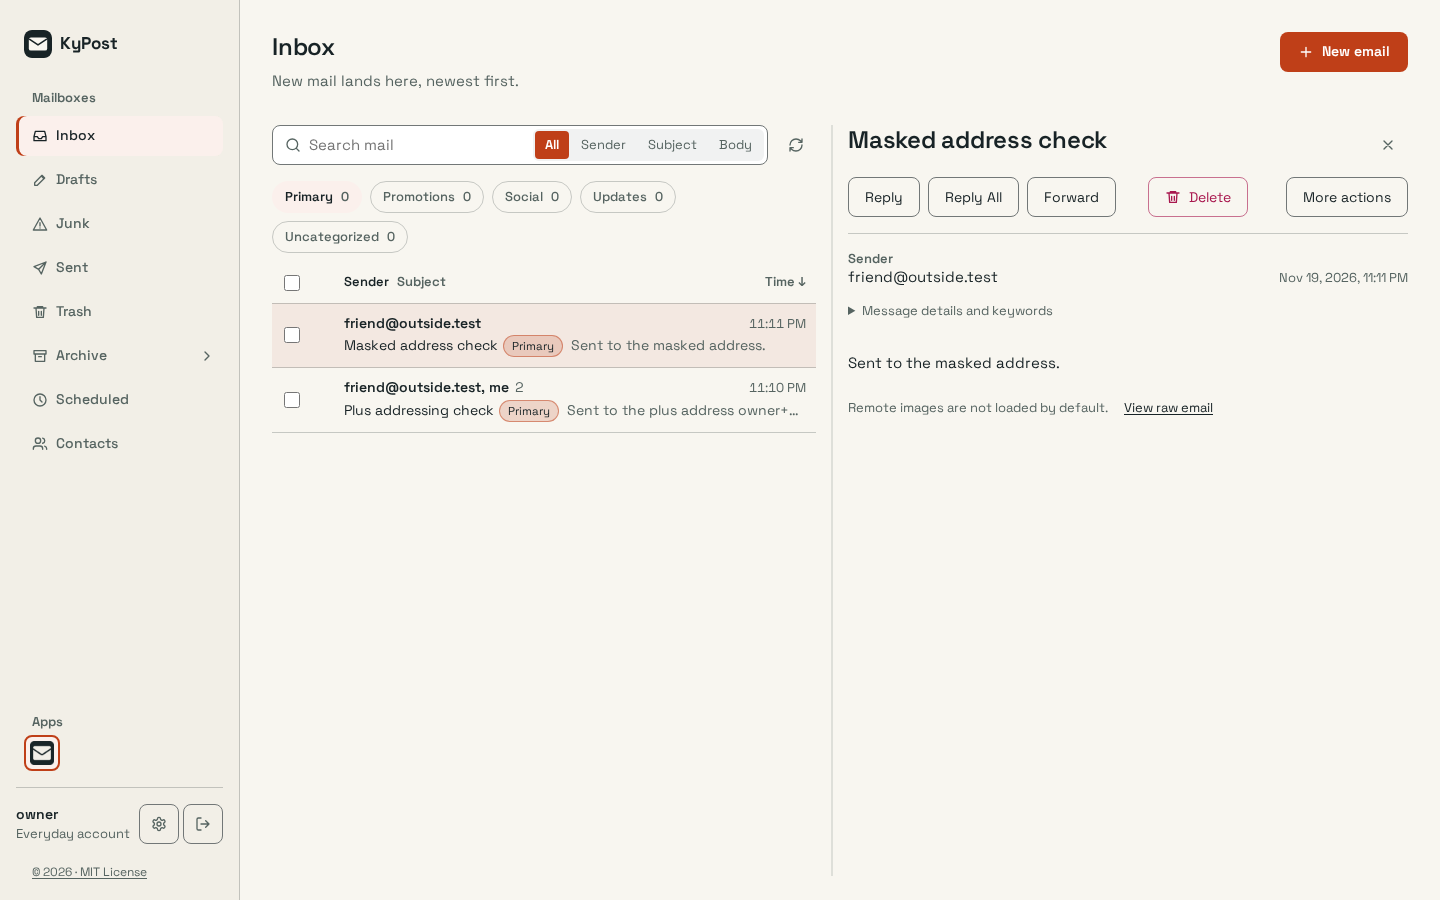 KyPost
Mailboxes
Inbox
Drafts
Junk
Sent
Trash
Archive
Scheduled
Contacts
Apps
owner
Everyday account
© 2026 · MIT License
Inbox
New mail lands here, newest first.
New email
Search mail
All Sender Subject Body
Primary 0 Promotions 0 Social 0 Updates 0
Uncategorized 0
Sender Subject Time ↓
friend@outside.test 11:11 PM
Masked address check Primary Sent to the masked address.
friend@outside.test, me 2 11:10 PM
Plus addressing check Primary Sent to the plus address owner+...
Masked address check
Reply Reply All Forward Delete More actions
Sender
friend@outside.test Nov 19, 2026, 11:11 PM
Message details and keywords
Sent to the masked address.
Remote images are not loaded by default. View raw email